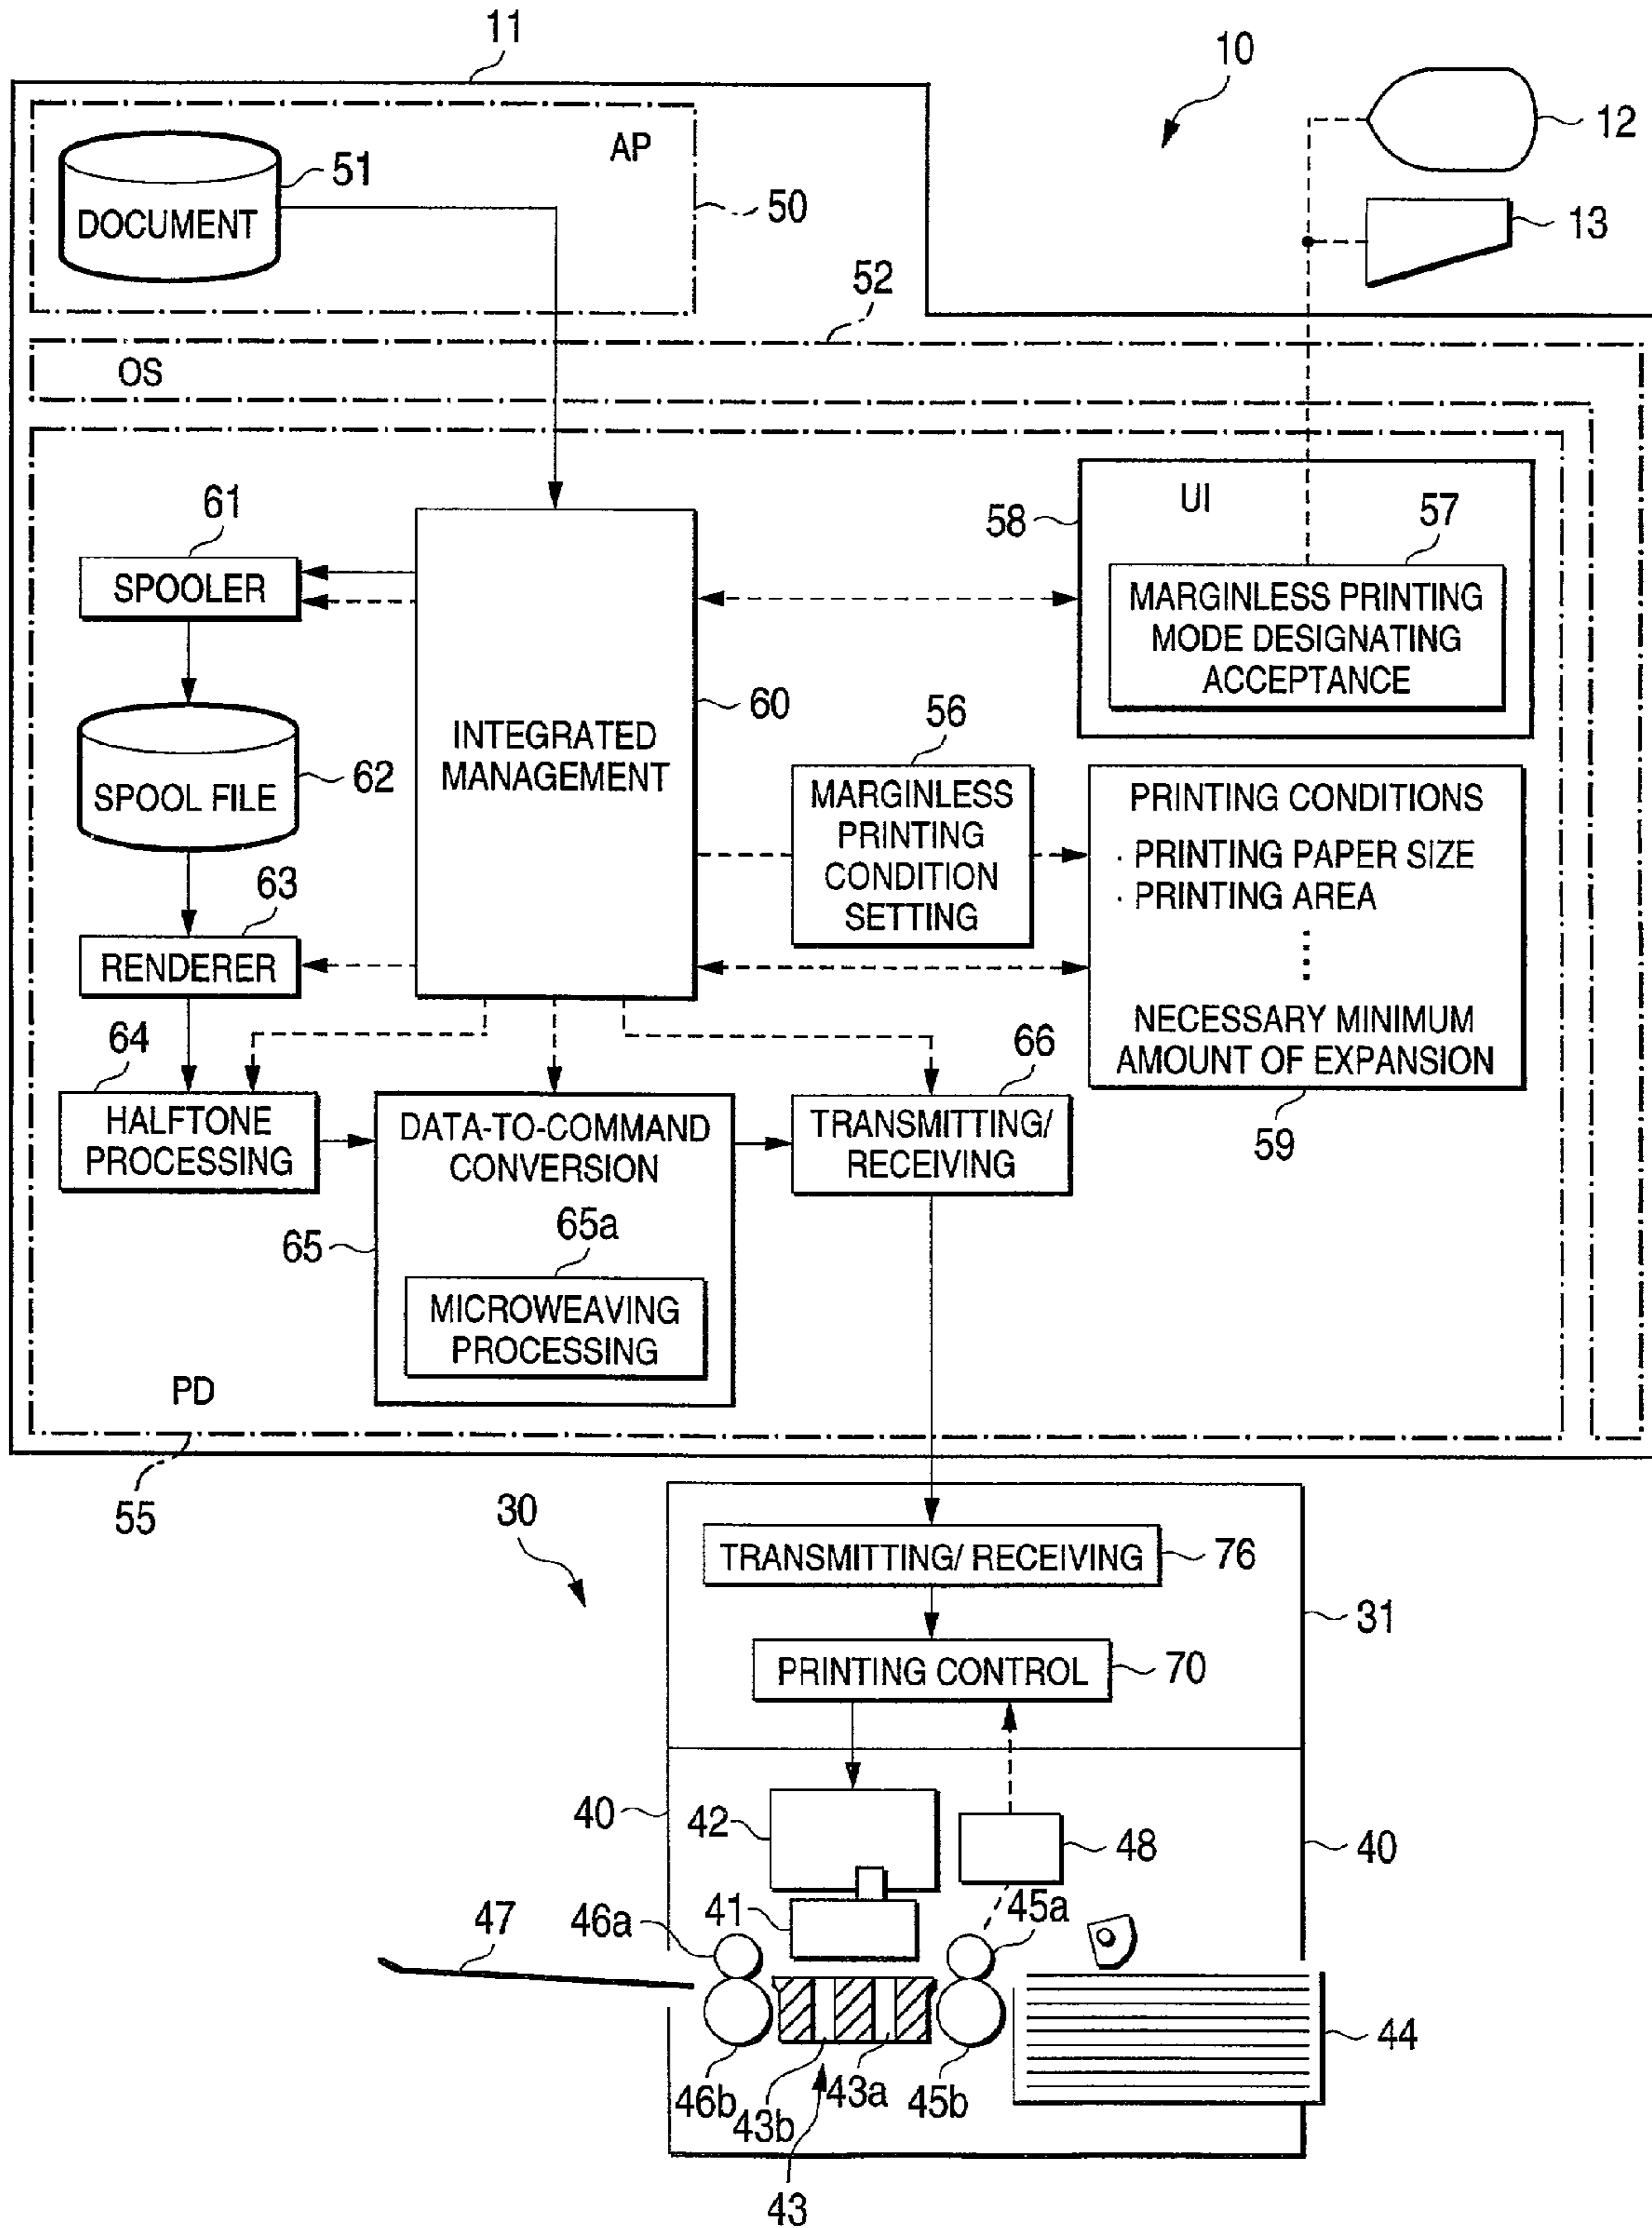 11
10
12
AP
51
DOCUMENT
50
13
52
OS
61
58
UI
57
SPOOLER
MARGINLESS PRINTING
MODE DESIGNATING
ACCEPTANCE
60
56
INTEGRATED
MANAGEMENT
62
SPOOL FILE
MARGINLESS
PRINTING
CONDITION
SETTING
PRINTING CONDITIONS
· PRINTING PAPER SIZE
· PRINTING AREA
63
RENDERER
NECESSARY MINIMUM
AMOUNT OF EXPANSION
64
66
59
HALFTONE
PROCESSING
DATA-TO-COMMAND
CONVERSION
TRANSMITTING/
RECEIVING
65
65a
MICROWEAVING
PROCESSING
PD
55
30
TRANSMITTING/ RECEIVING
76
31
PRINTING CONTROL
70
40
42
48
40
47
46a
41
45a
44
46b
43b
43a
45b
43